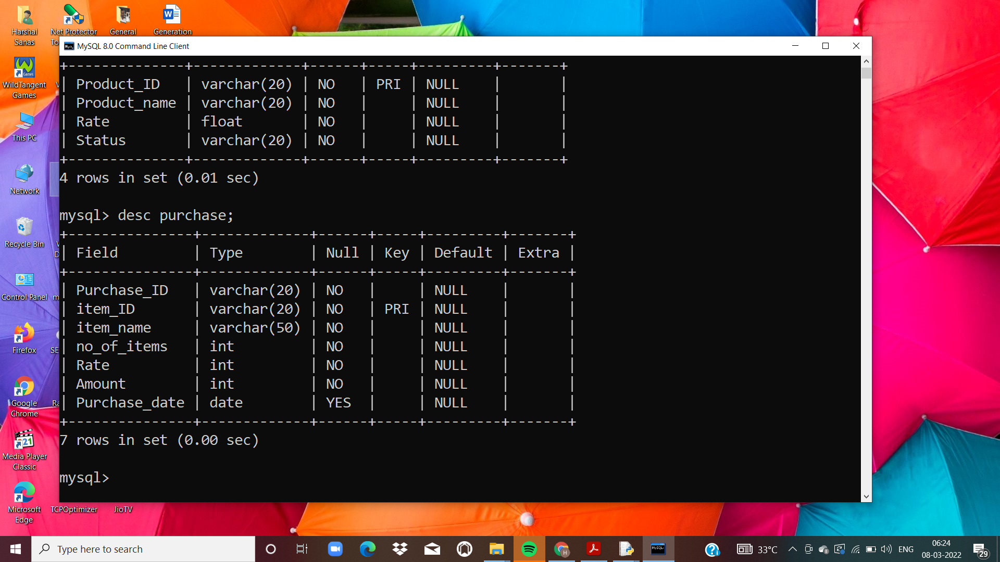 Harshal
Sanas
Net Protector
To
General
Generation
MySQL 8.0 Command Line Client
WildTangent
Games
This PC
Network
Recycle Bin
Control Panel
Firefox
Google
Chrome
Media Player
Classic
Microsoft
Edge
TCPOptimizer
JioTV
+--------------+-------------+------+-----+---------+-------+
| Product_ID   | varchar(20) | NO   | PRI | NULL    |       |
| Product_name | varchar(20) | NO   |     | NULL    |       |
| Rate         | float       | NO   |     | NULL    |       |
| Status       | varchar(20) | NO   |     | NULL    |       |
+--------------+-------------+------+-----+---------+-------+
4 rows in set (0.01 sec)
mysql> desc purchase;
+---------------+-------------+------+-----+---------+-------+
| Field         | Type        | Null | Key | Default | Extra |
+---------------+-------------+------+-----+---------+-------+
| Purchase_ID   | varchar(20) | NO   |     | NULL    |       |
| item_ID       | varchar(20) | NO   | PRI | NULL    |       |
| item_name     | varchar(50) | NO   |     | NULL    |       |
| no_of_items   | int         | NO   |     | NULL    |       |
| Rate          | int         | NO   |     | NULL    |       |
| Amount        | int         | NO   |     | NULL    |       |
| Purchase_date | date        | YES  |     | NULL    |       |
+---------------+-------------+------+-----+---------+-------+
7 rows in set (0.00 sec)
mysql>
Type here to search
33°C
ENG
06:24
08-03-2022
29